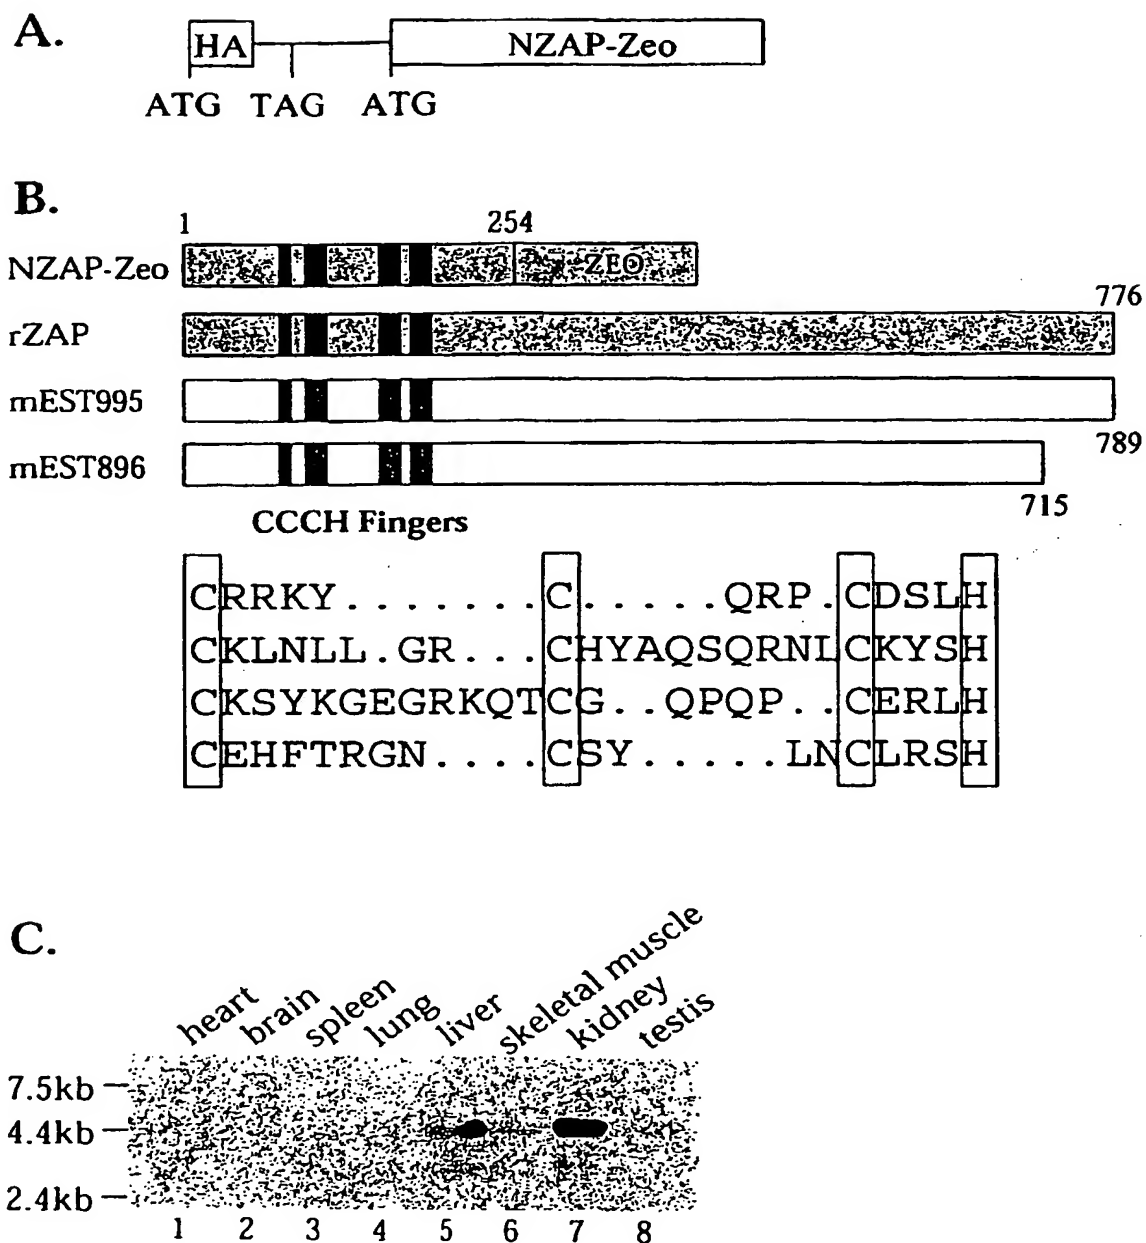 A.
HA
NZAP-Zeo
ATG TAG ATG
B.
1 254
NZAP-Zeo ZEO
776
rZAP
mEST995
789
mEST896
715
CCCH Fingers
CRRKY.......C.....QRP.CDSLH
CKLNLL.GR...CHYAQSQRNLCKYSH
CKSYKGEGRKQTCG..QPQP..CERLH
CEHFTRGN....CSY.....LNCLRSH
C.
heart brain spleen lung liver skeletal muscle kidney testis
7.5kb
4.4kb
2.4kb
1 2 3 4 5 6 7 8